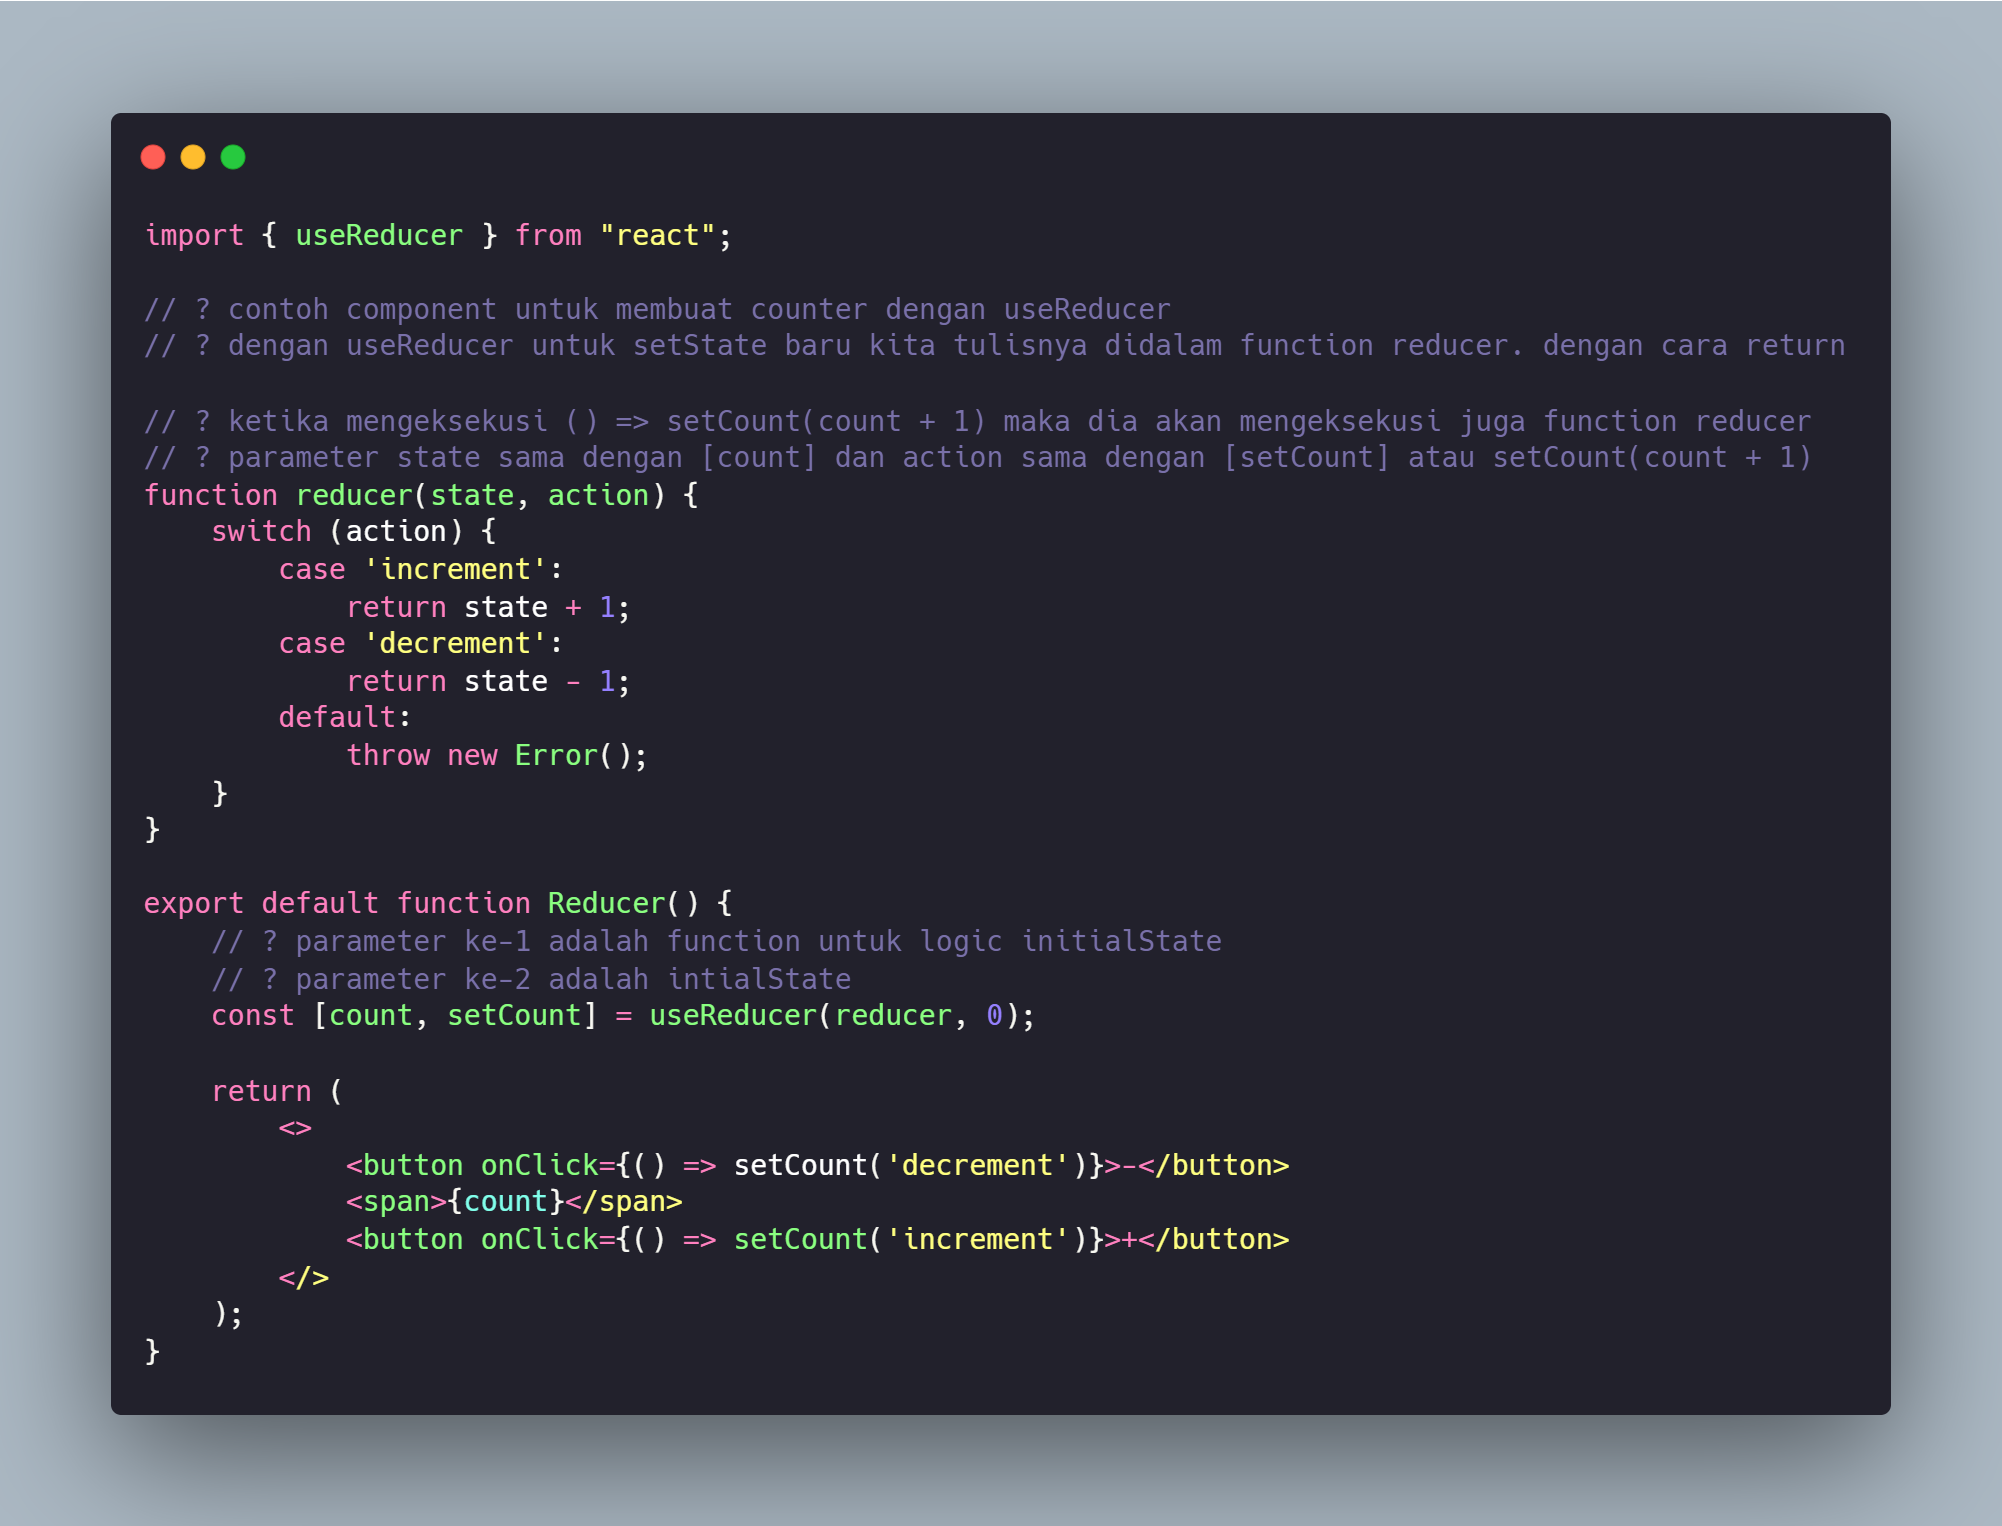 import { useReducer } from "react";
// ? contoh component untuk membuat counter dengan useReducer
// ? dengan useReducer untuk setState baru kita tulisnya didalam function reducer. dengan cara return
// ? ketika mengeksekusi () => setCount(count + 1) maka dia akan mengeksekusi juga function reducer
// ? parameter state sama dengan [count] dan action sama dengan [setCount] atau setCount(count + 1)
function reducer(state, action) {
    switch (action) {
        case 'increment':
            return state + 1;
        case 'decrement':
            return state - 1;
        default:
            throw new Error();
    }
}
export default function Reducer() {
    // ? parameter ke-1 adalah function untuk logic initialState
    // ? parameter ke-2 adalah intialState
    const [count, setCount] = useReducer(reducer, 0);
    return (
        <>
            <button onClick={() => setCount('decrement')}>-</button>
            <span>{count}</span>
            <button onClick={() => setCount('increment')}>+</button>
        </>
    );
}